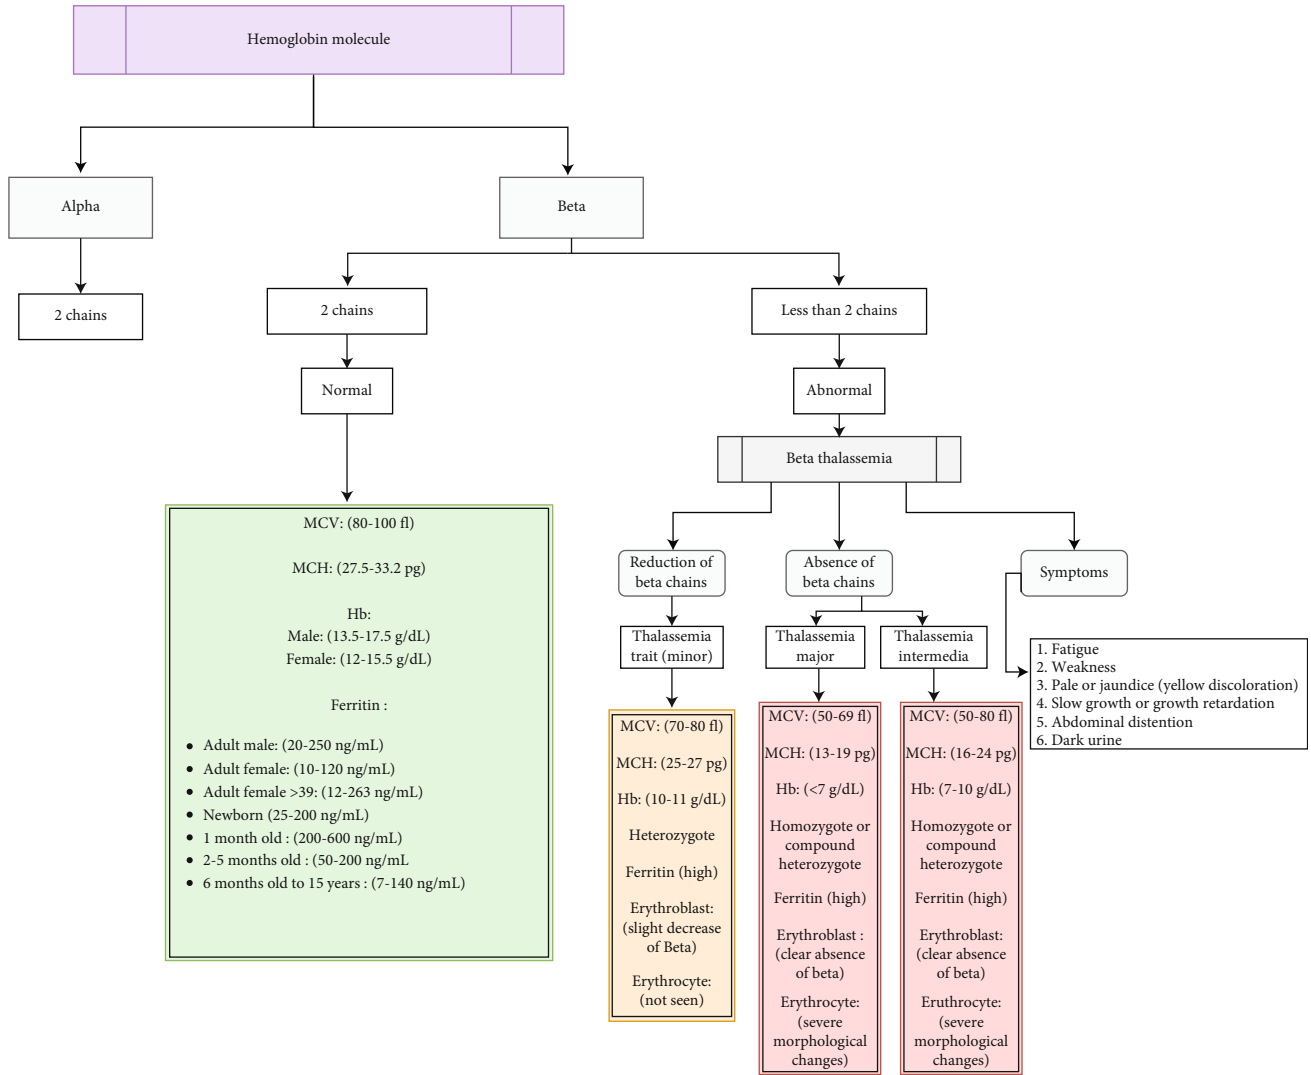 Hemoglobin molecule
Alpha
Beta
2 chains
2 chains
Less than 2 chains
Normal
Abnormal
Beta thalassemia
MCV: (80-100 fl)
MCH: (27.5-33.2 pg)
Hb:
Male: (13.5-17.5 g/dL)
Female: (12-15.5 g/dL)
Ferritin :
• Adult male: (20-250 ng/mL)
• Adult female: (10-120 ng/mL)
• Adult female >39: (12-263 ng/mL)
• Newborn (25-200 ng/mL)
• 1 month old : (200-600 ng/mL)
• 2-5 months old : (50-200 ng/mL
• 6 months old to 15 years : (7-140 ng/mL)
Reduction of
beta chains
Absence of
beta chains
Symptoms
Thalassemia
trait (minor)
Thalassemia
major
Thalassemia
intermedia
1. Fatigue
2. Weakness
3. Pale or jaundice (yellow discoloration)
4. Slow growth or growth retardation
5. Abdominal distention
6. Dark urine
MCV: (70-80 fl)
MCH: (25-27 pg)
Hb: (10-11 g/dL)
Heterozygote
Ferritin (high)
Erythroblast:
(slight decrease
of Beta)
Erythrocyte:
(not seen)
MCV: (50-69 fl)
MCH: (13-19 pg)
Hb: (<7 g/dL)
Homozygote or
compound
heterozygote
Ferritin (high)
Erythroblast :
(clear absence
of beta)
Erythrocyte:
(severe
morphological
changes)
MCV: (50-80 fl)
MCH: (16-24 pg)
Hb: (7-10 g/dL)
Homozygote or
compound
heterozygote
Ferritin (high)
Erythroblast:
(clear absence
of beta)
Eruthrocyte:
(severe
morphological
changes)